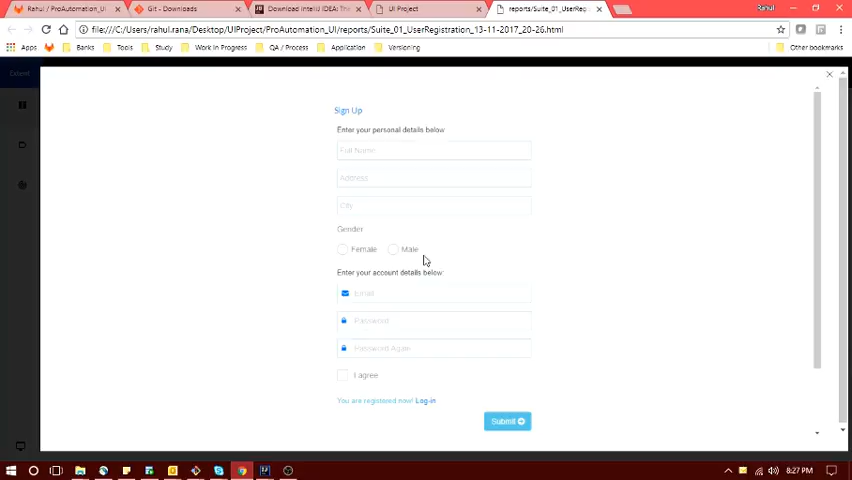 Rahul / ProAutomation_U
Git - Downloads
Download IntelliJ IDEA: The
UI Project
reports/Suite_01_UserRep
Rahul
file:///C:/Users/rahul.rana/Desktop/UIProject/ProAutomation_UI/reports/Suite_01_UserRegistration_13-11-2017_20-26.html
Apps
Banks
Tools
Study
Work In Progress
QA / Process
Application
Versioning
Other bookmarks
Extent
Sign Up
Enter your personal details below
Full Name
Address
City
Gender
Female
Male
Enter your account details below:
Email
Password
Password Again
I agree
You are registered now! Log-in
Submit
8:27 PM